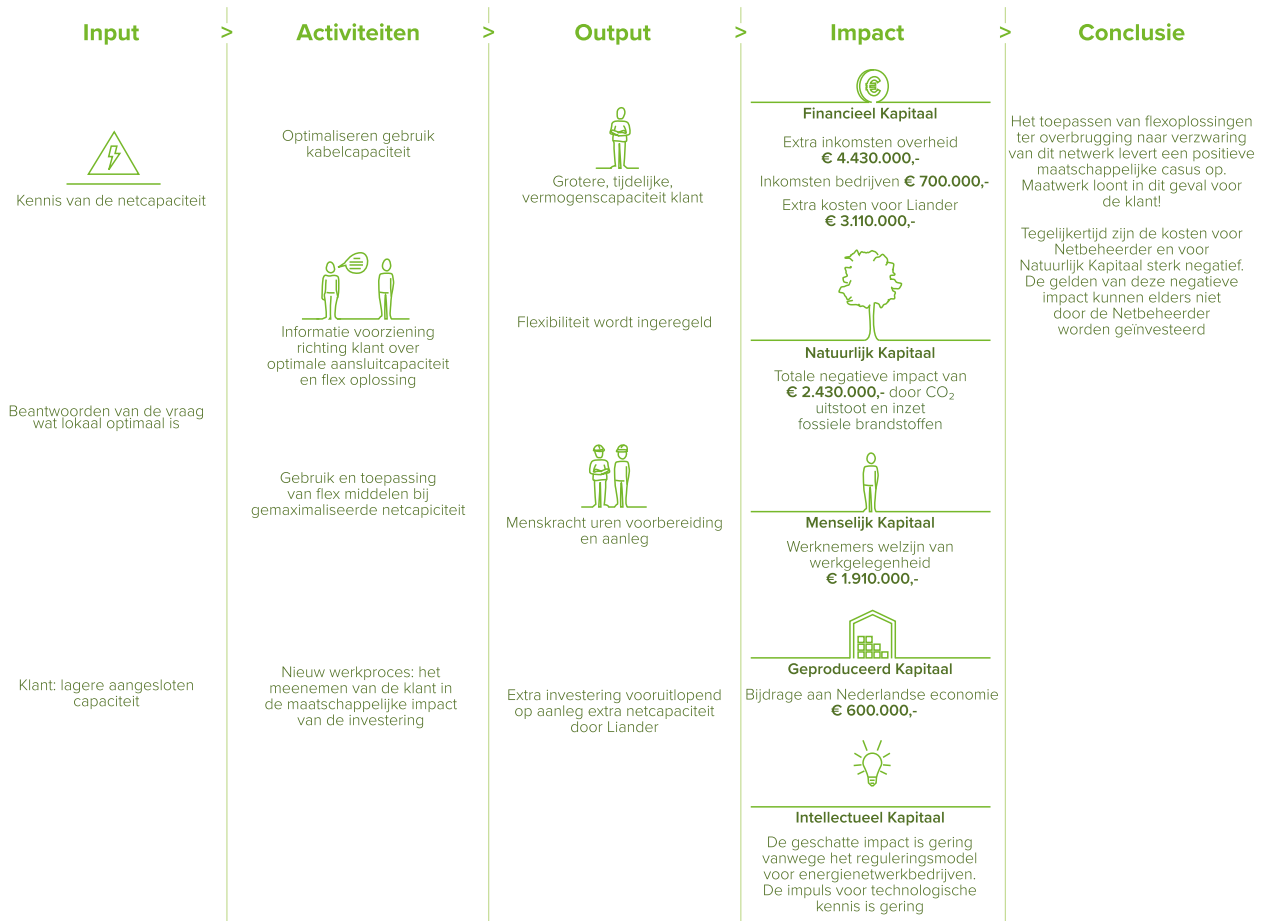 Input
>
Activiteiten
>
Output
>
Impact
>
Conclusie
Kennis van de netcapaciteit
Beantwoorden van de vraag
wat lokaal optimaal is
Klant: lagere aangesloten
capaciteit
Optimaliseren gebruik
kabelcapaciteit
Informatie voorziening
richting klant over
optimale aansluitcapaciteit
en flex oplossing
Gebruik en toepassing
van flex middelen bij
gemaximaliseerde netcapiciteit
Nieuw werkproces: het
meenemen van de klant in
de maatschappelijke impact
van de investering
Grotere, tijdelijke,
vermogenscapaciteit klant
Flexibiliteit wordt ingeregeld
Menskracht uren voorbereiding
en aanleg
Extra investering vooruitlopend
op aanleg extra netcapaciteit
door Liander
€
Financieel Kapitaal
Extra inkomsten overheid
€ 4.430.000,-
Inkomsten bedrijven € 700.000,-
Extra kosten voor Liander
€ 3.110.000,-
Natuurlijk Kapitaal
Totale negatieve impact van
€ 2.430.000,- door CO₂
uitstoot en inzet
fossiele brandstoffen
Menselijk Kapitaal
Werknemers welzijn van
werkgelegenheid
€ 1.910.000,-
Geproduceerd Kapitaal
Bijdrage aan Nederlandse economie
€ 600.000,-
Intellectueel Kapitaal
De geschatte impact is gering
vanwege het reguleringsmodel
voor energienetwerkbedrijven.
De impuls voor technologische
kennis is gering
Het toepassen van flexoplossingen
ter overbrugging naar verzwaring
van dit netwerk levert een positieve
maatschappelijke casus op.
Maatwerk loont in dit geval voor
de klant!
Tegelijkertijd zijn de kosten voor
Netbeheerder en voor
Natuurlijk Kapitaal sterk negatief.
De gelden van deze negatieve
impact kunnen elders niet
door de Netbeheerder
worden geïnvesteerd